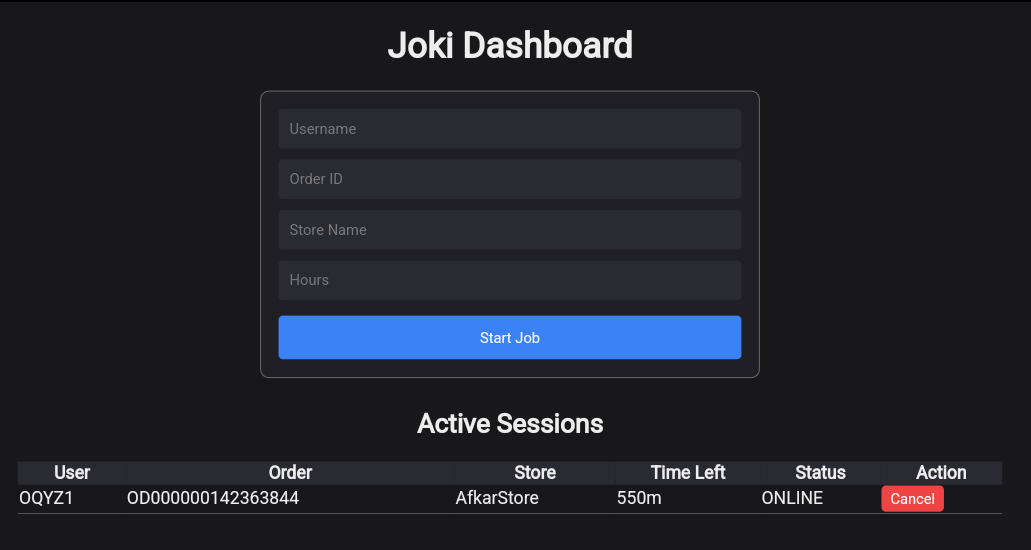 Joki Dashboard
Username
Order ID
Store Name
Hours
Start Job
Active Sessions
User Order Store Time Left Status Action
OQYZ1 OD000000142363844 AfkarStore 550m ONLINE Cancel